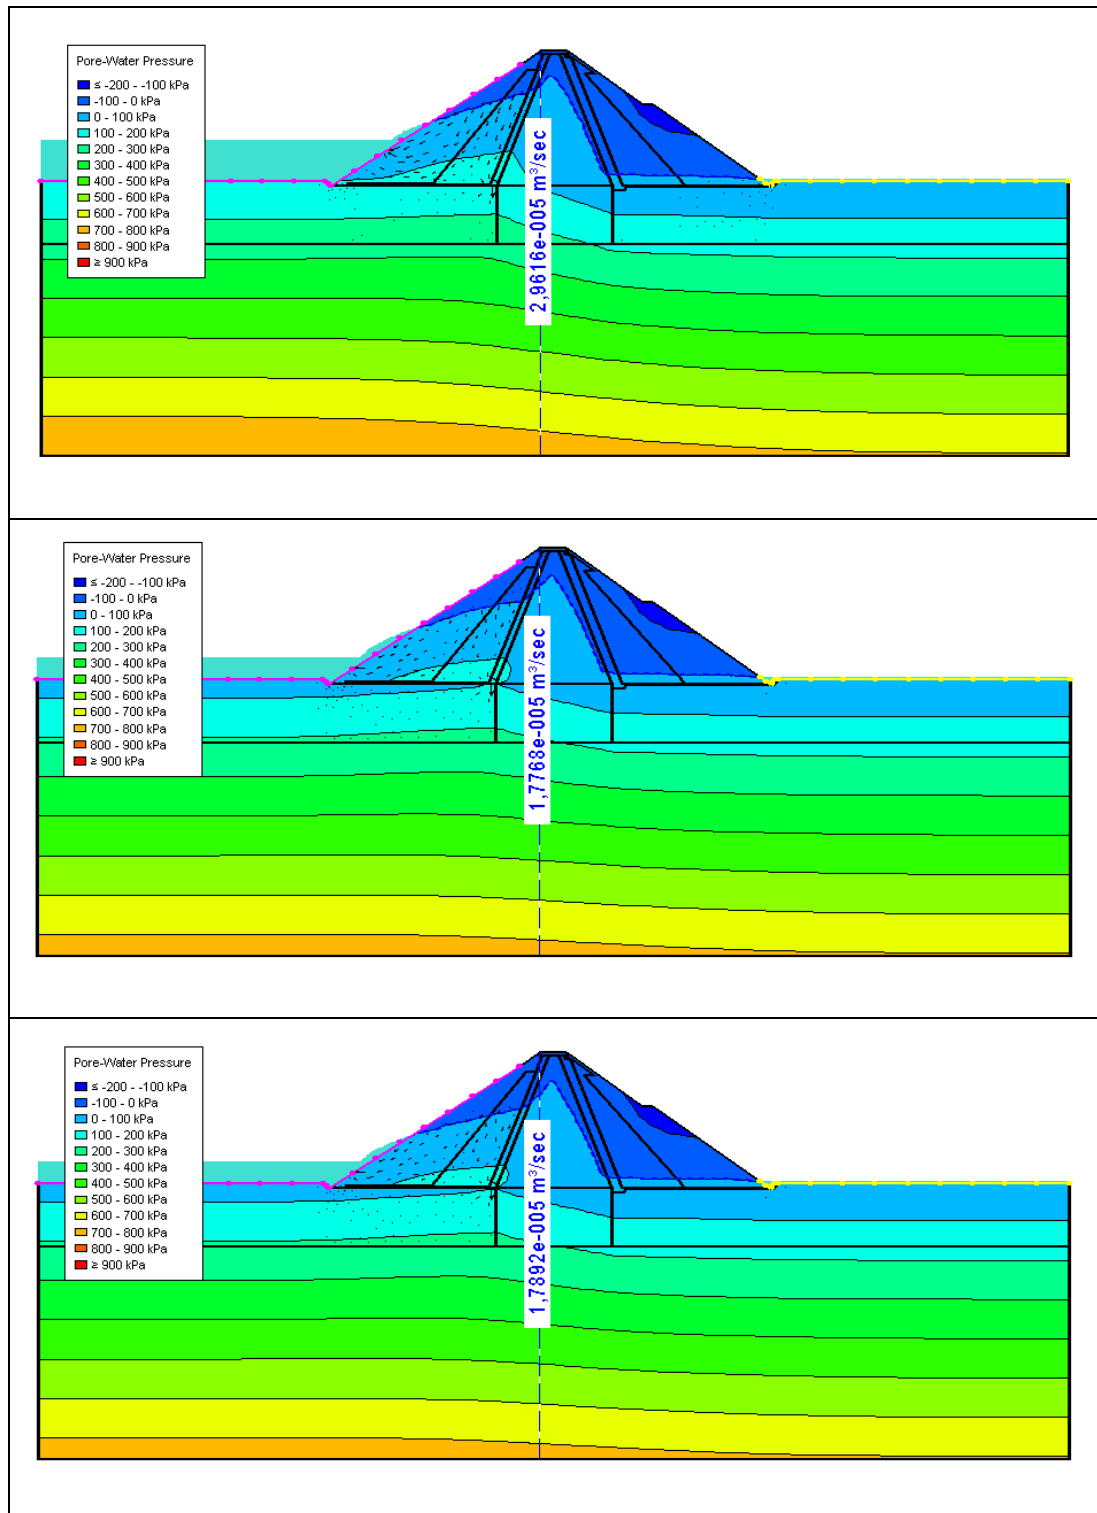 Pore-Water Pressure
≤ -200 - -100 kPa
-100 - 0 kPa
0 - 100 kPa
100 - 200 kPa
200 - 300 kPa
300 - 400 kPa
400 - 500 kPa
500 - 600 kPa
600 - 700 kPa
700 - 800 kPa
800 - 900 kPa
≥ 900 kPa
2,9616e-005 m³/sec
Pore-Water Pressure
≤ -200 - -100 kPa
-100 - 0 kPa
0 - 100 kPa
100 - 200 kPa
200 - 300 kPa
300 - 400 kPa
400 - 500 kPa
500 - 600 kPa
600 - 700 kPa
700 - 800 kPa
800 - 900 kPa
≥ 900 kPa
1,7768e-005 m³/sec
Pore-Water Pressure
≤ -200 - -100 kPa
-100 - 0 kPa
0 - 100 kPa
100 - 200 kPa
200 - 300 kPa
300 - 400 kPa
400 - 500 kPa
500 - 600 kPa
600 - 700 kPa
700 - 800 kPa
800 - 900 kPa
≥ 900 kPa
1,7892e-005 m³/sec